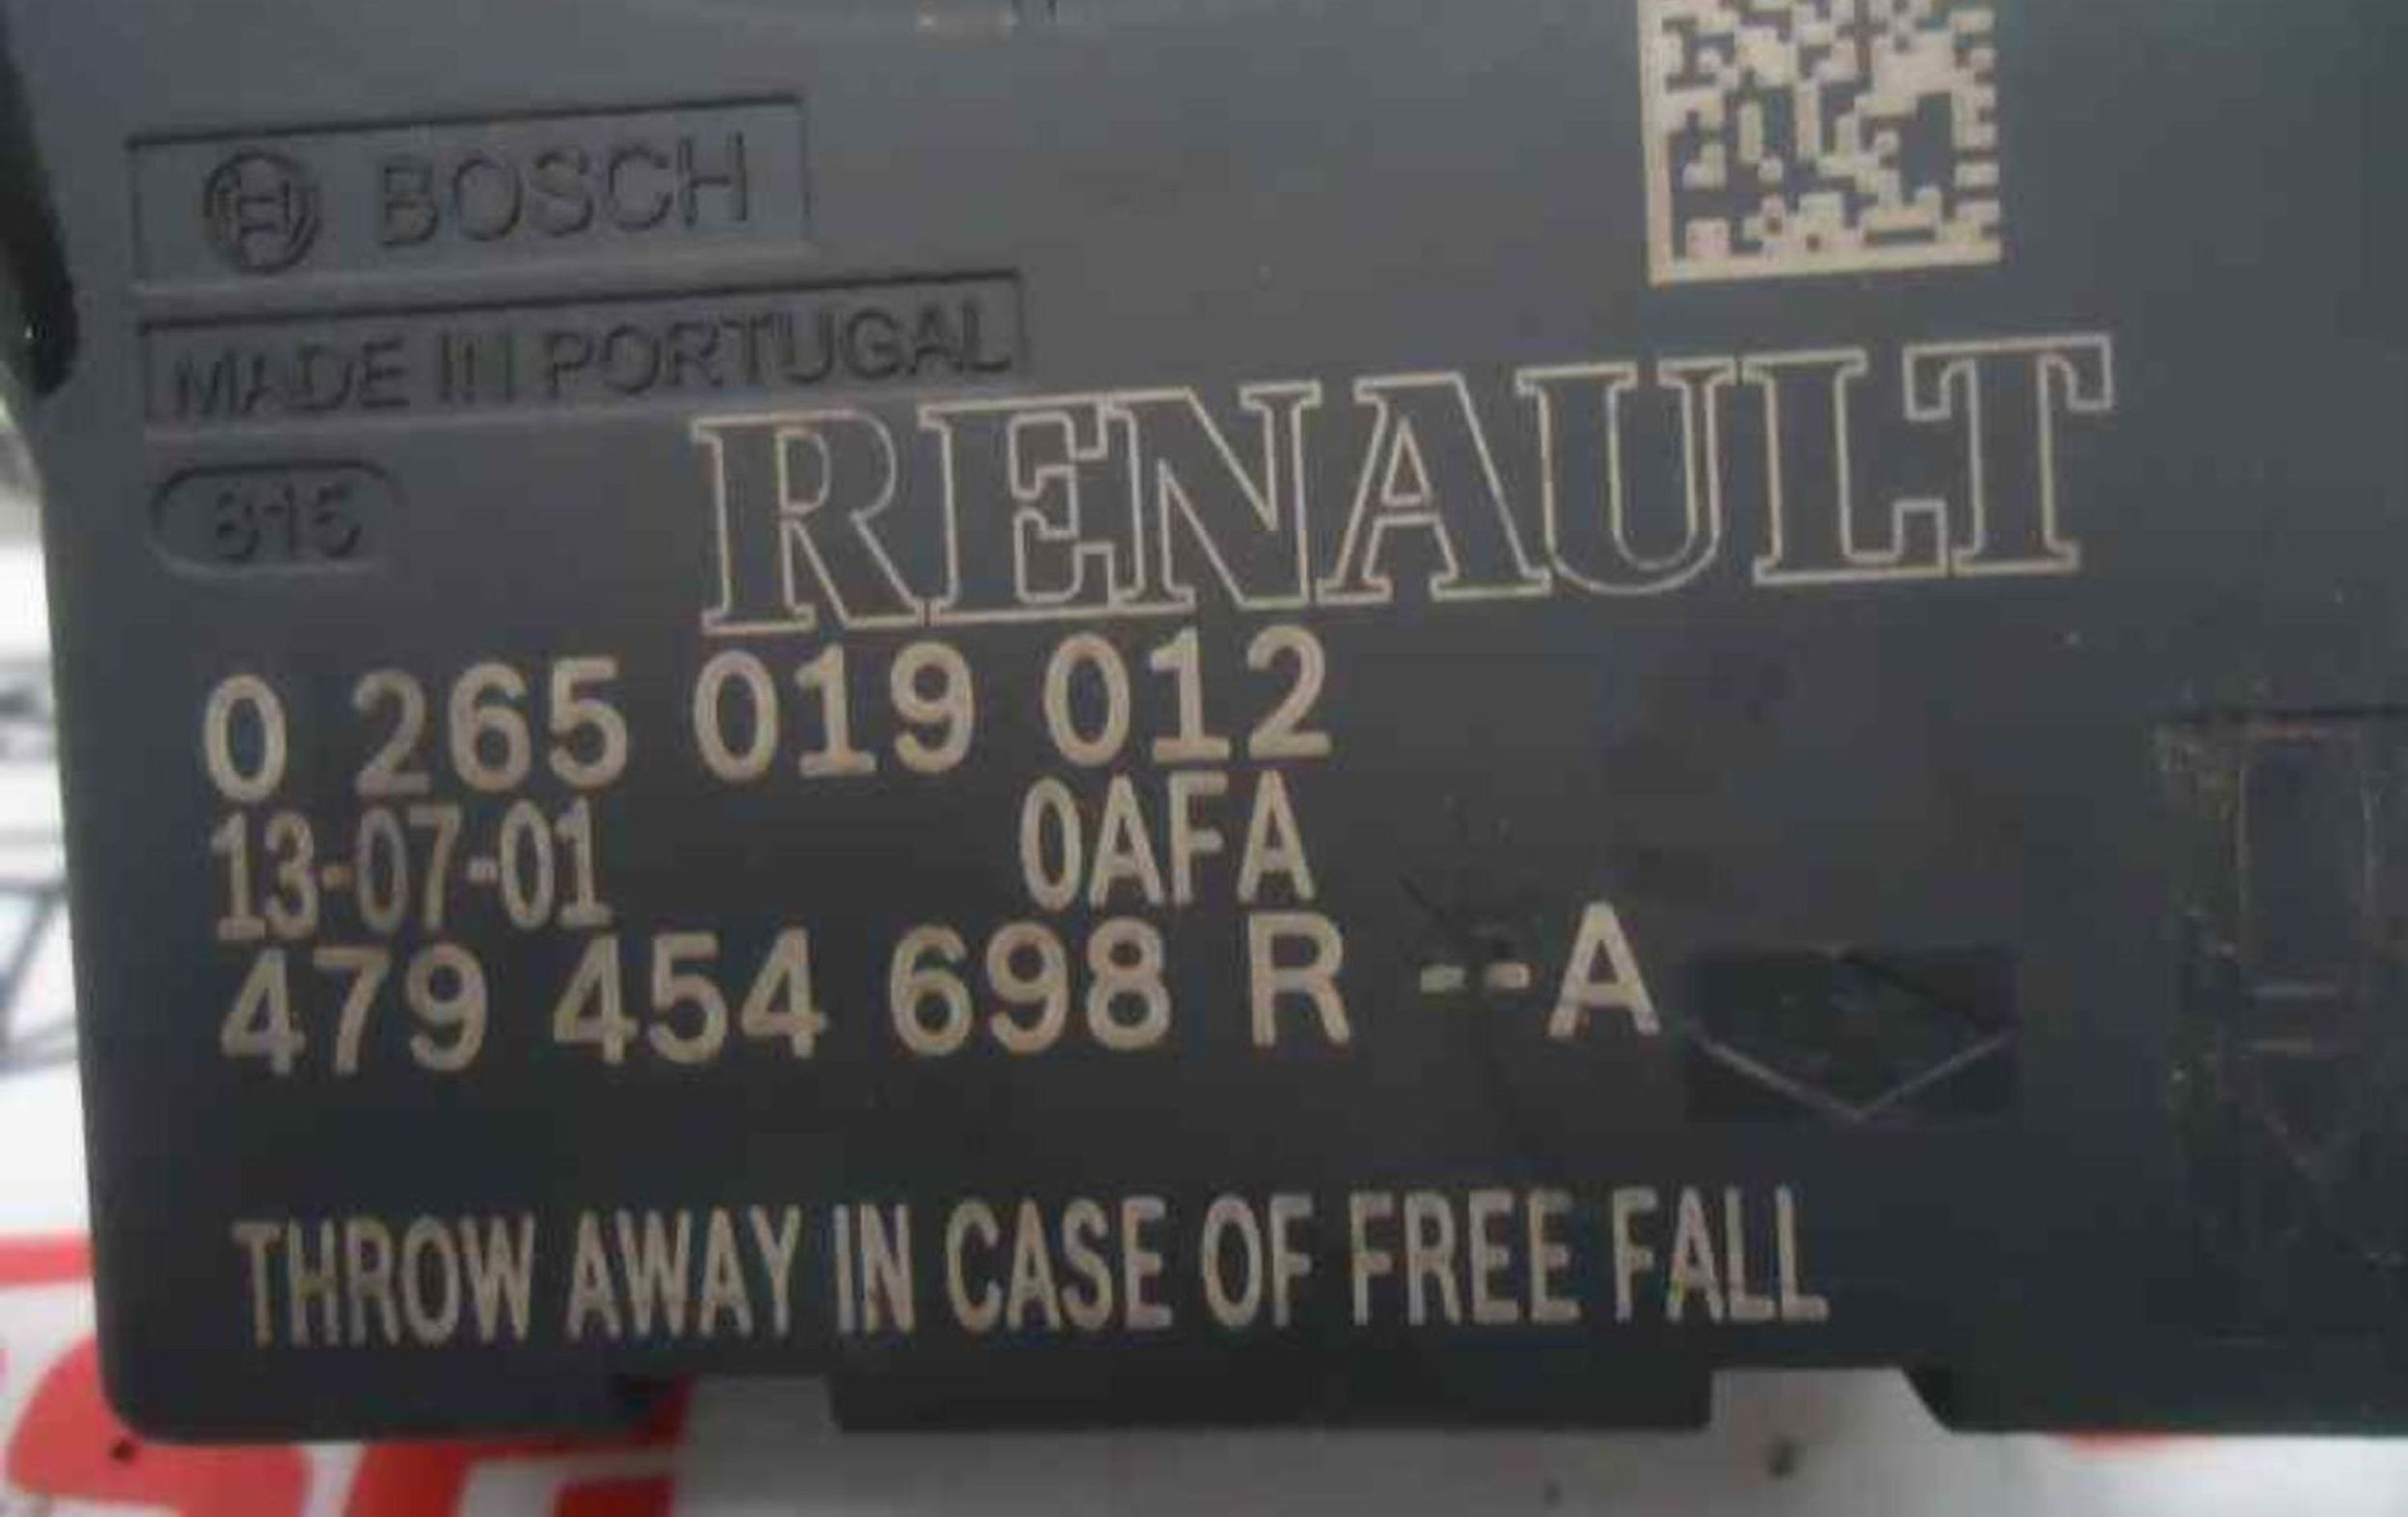 BOSCH
MADE IN PORTUGAL
815
RENAULT
0 265 019 012
13-07-01 0AFA
479 454 698 R --A
THROW AWAY IN CASE OF FREE FALL